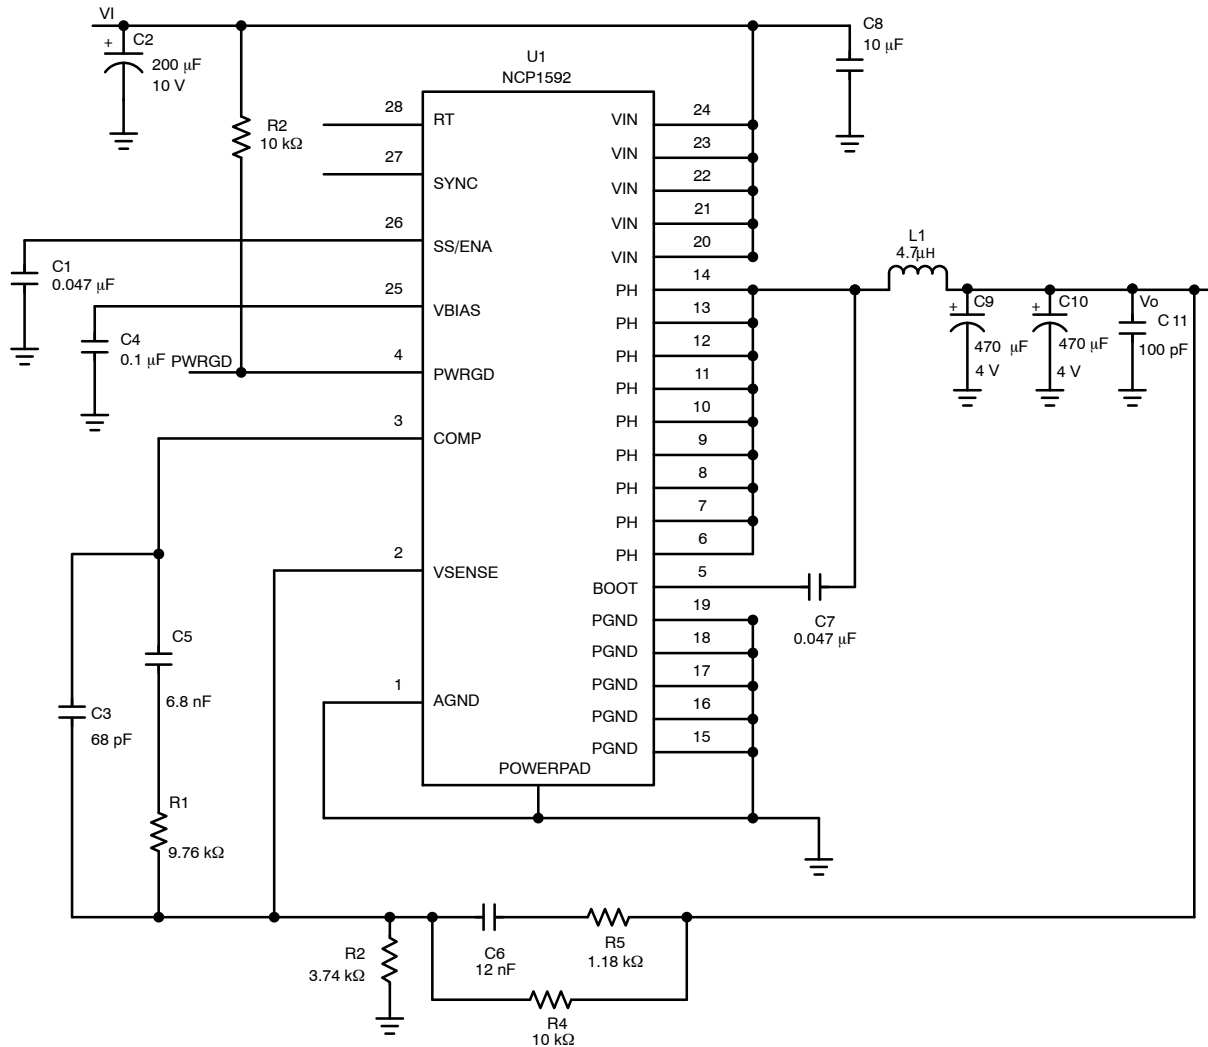 VI
+
C2
200 µF
10 V
R2
10 kΩ
U1
NCP1592
C8
10 µF
28
RT
27
SYNC
26
SS/ENA
25
VBIAS
4
PWRGD
PWRGD
3
COMP
2
VSENSE
1
AGND
POWERPAD
VIN
24
VIN
23
VIN
22
VIN
21
VIN
20
PH
14
PH
13
PH
12
PH
11
PH
10
PH
9
PH
8
PH
7
PH
6
BOOT
5
PGND
19
PGND
18
PGND
17
PGND
16
PGND
15
C1
0.047 µF
C4
0.1 µF
L1
4.7µH
+
C9
470 µF
4 V
+
C10
470 µF
4 V
Vo
C 11
100 pF
C7
0.047 µF
C5
6.8 nF
C3
68 pF
R1
9.76 kΩ
R2
3.74 kΩ
C6
12 nF
R5
1.18 kΩ
R4
10 kΩ